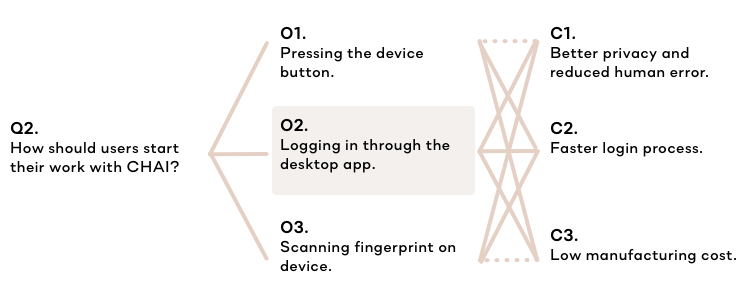 Q2.
How should users start
their work with CHAI?
O1.
Pressing the device
button.
O2.
Logging in through the
desktop app.
O3.
Scanning fingerprint on
device.
C1.
Better privacy and
reduced human error.
C2.
Faster login process.
C3.
Low manufacturing cost.